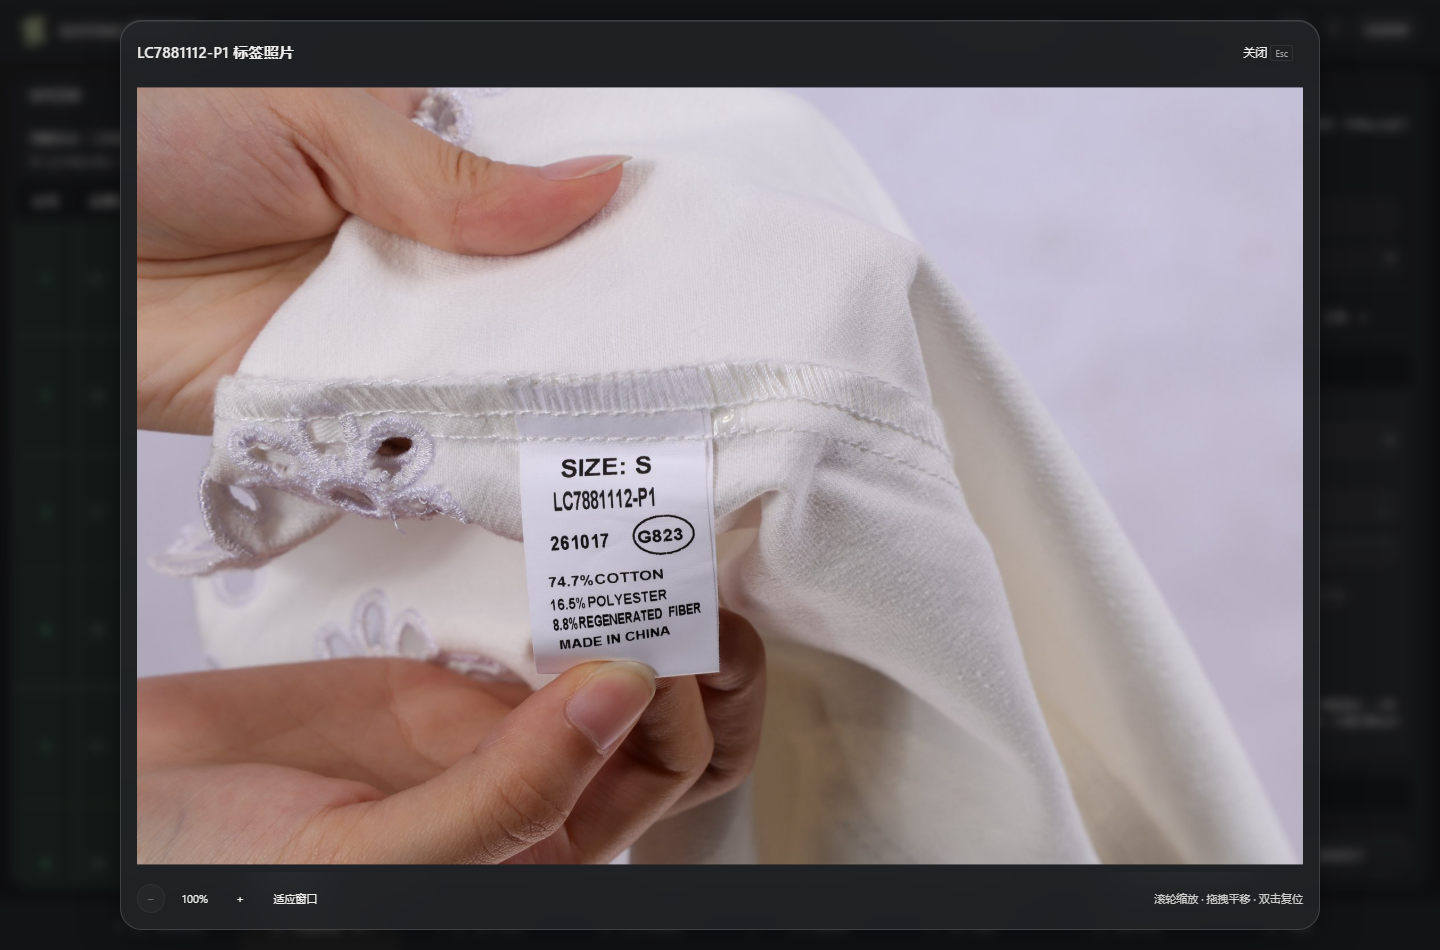 LC7881112-P1 标签照片
关闭 Esc
SIZE: S
LC7881112-P1
261017 G823
74.7%COTTON
16.5%POLYESTER
8.8%REGENERATED FIBER
MADE IN CHINA
− 100% + 适应窗口
滚轮缩放 · 拖拽平移 · 双击复位